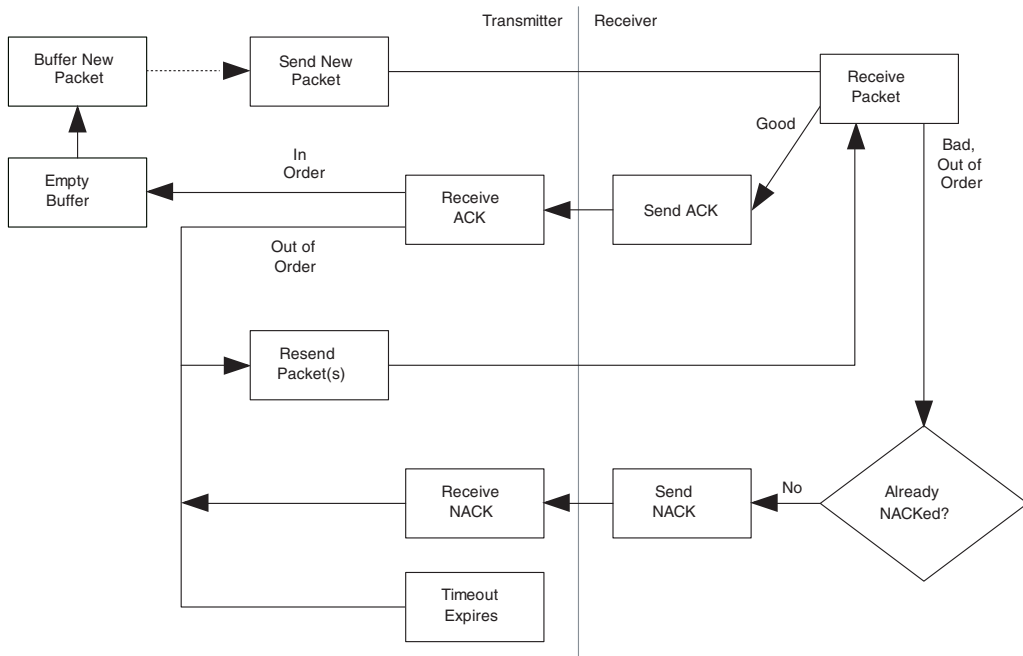 Transmitter
Receiver
Buffer New
Packet
Send New
Packet
Receive
Packet
Good
Bad,
Out of
Order
Empty
Buffer
In
Order
Receive
ACK
Send ACK
Out of
Order
Resend
Packet(s)
Receive
NACK
Send
NACK
No
Already
NACKed?
Timeout
Expires